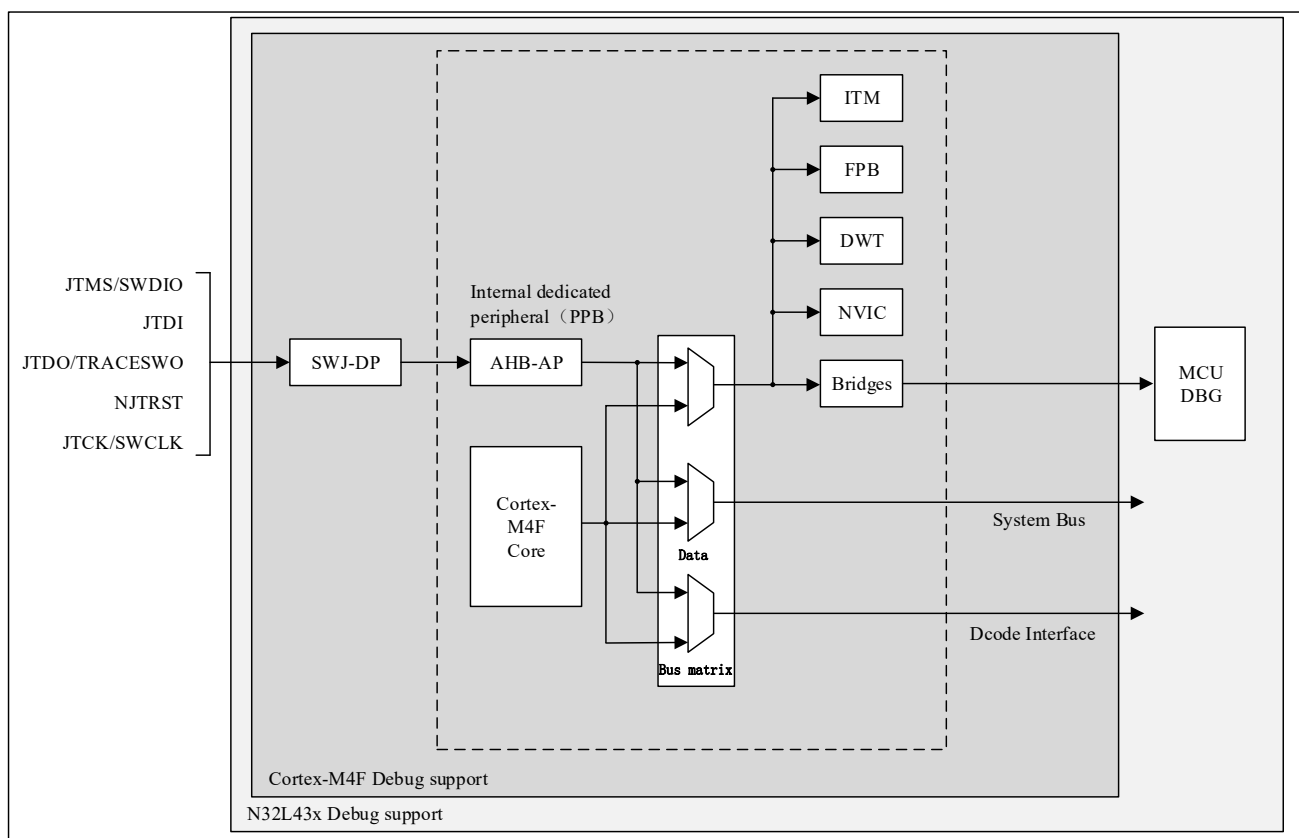 ITM
FPB
DWT
NVIC
Bridges
JTMS/SWDIO
JTDI
JTDO/TRACESWO
NJTRST
JTCK/SWCLK
SWJ-DP
Internal dedicated
peripheral（PPB）
AHB-AP
Cortex-
M4F
Core
Data
Bus matrix
MCU
DBG
System Bus
Dcode Interface
Cortex-M4F Debug support
N32L43x Debug support